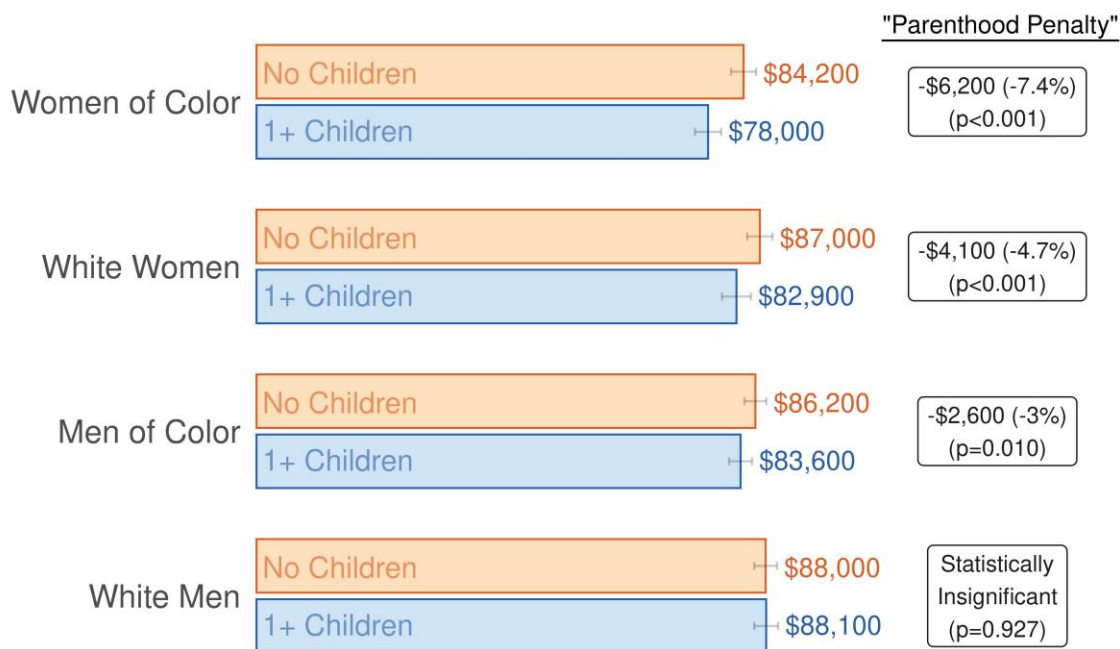 "Parenthood Penalty"
Women of Color
No Children
$84,200
1+ Children
$78,000
-$6,200 (-7.4%)
(p<0.001)
White Women
No Children
$87,000
1+ Children
$82,900
-$4,100 (-4.7%)
(p<0.001)
Men of Color
No Children
$86,200
1+ Children
$83,600
-$2,600 (-3%)
(p=0.010)
White Men
No Children
$88,000
1+ Children
$88,100
Statistically
Insignificant
(p=0.927)